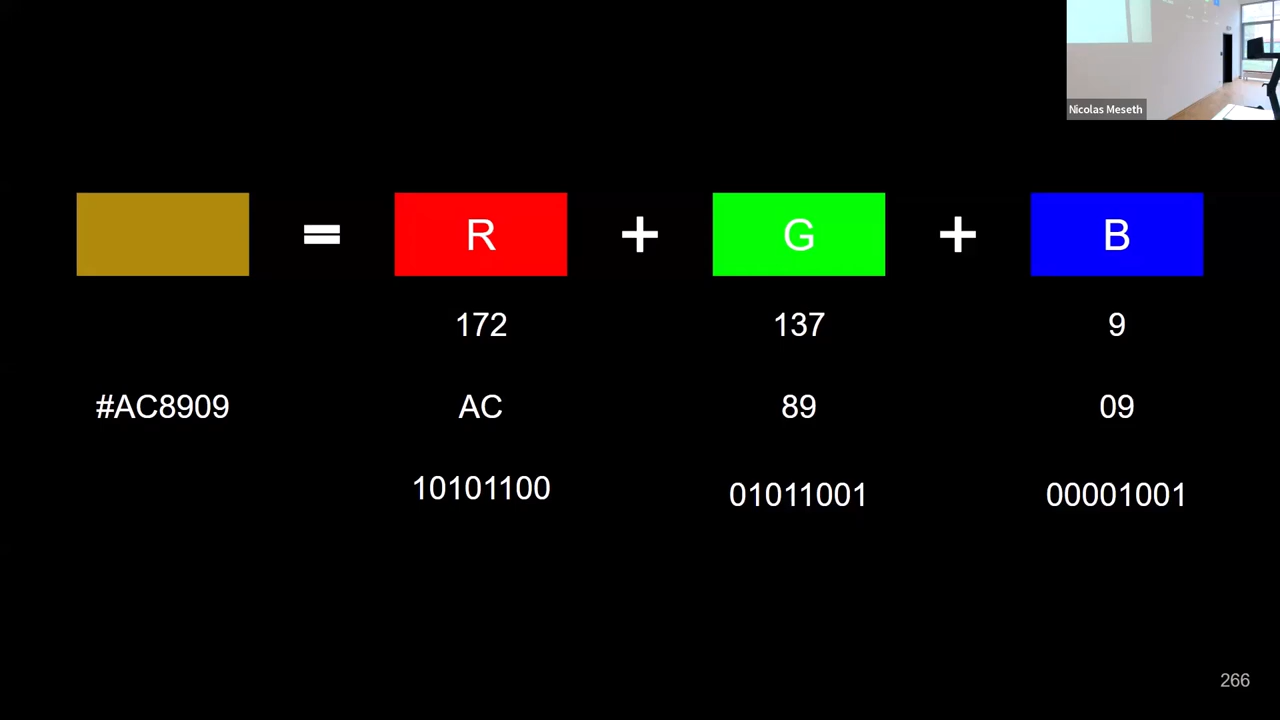 Nicolas Meseth
= R + G + B
172 137 9
#AC8909 AC 89 09
10101100 01011001 00001001
266